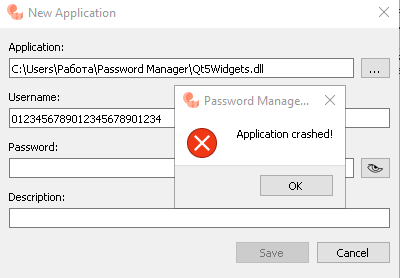 New Application
Application:
C:\Users\Работа\Password Manager\Qt5Widgets.dll
...
Username:
0123456789012345678901234
Password:
Description:
Save
Cancel
Password Manage...
Application crashed!
OK